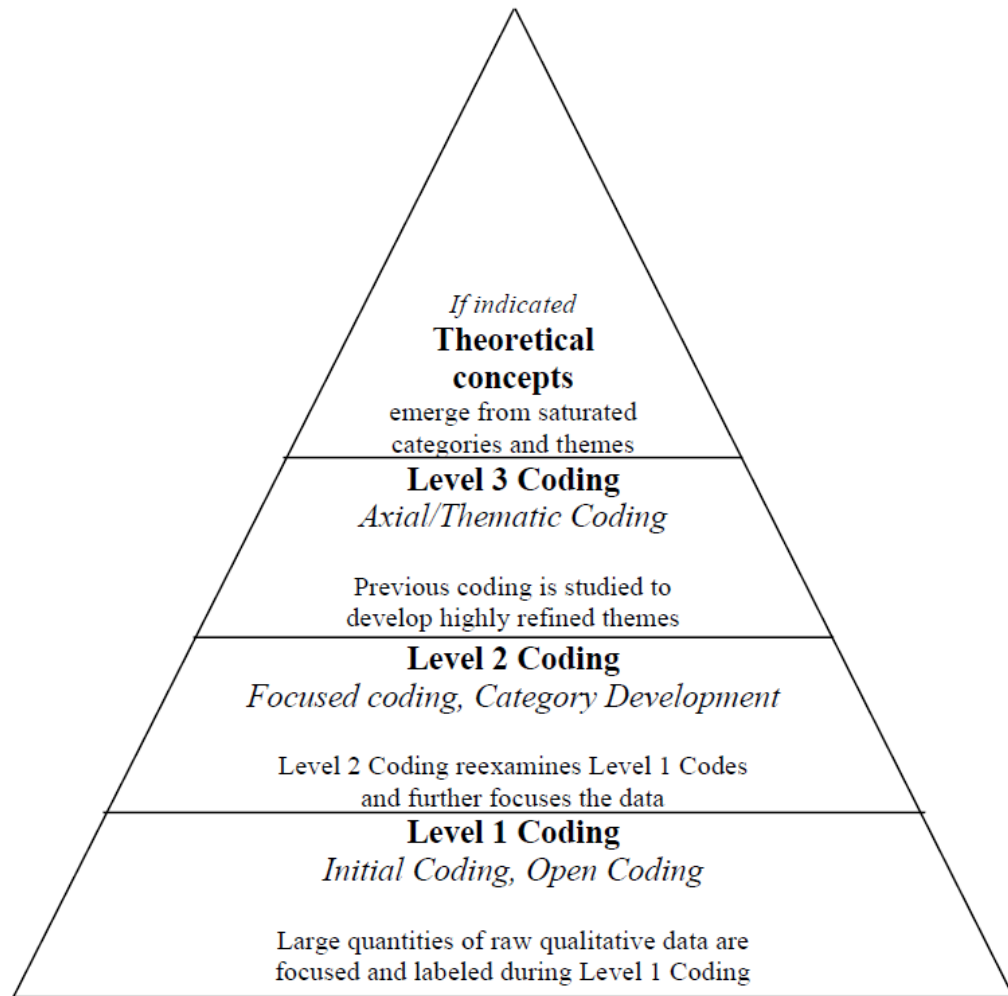 If indicated
Theoretical
concepts
emerge from saturated
categories and themes
Level 3 Coding
Axial/Thematic Coding
Previous coding is studied to
develop highly refined themes
Level 2 Coding
Focused coding, Category Development
Level 2 Coding reexamines Level 1 Codes
and further focuses the data
Level 1 Coding
Initial Coding, Open Coding
Large quantities of raw qualitative data are
focused and labeled during Level 1 Coding